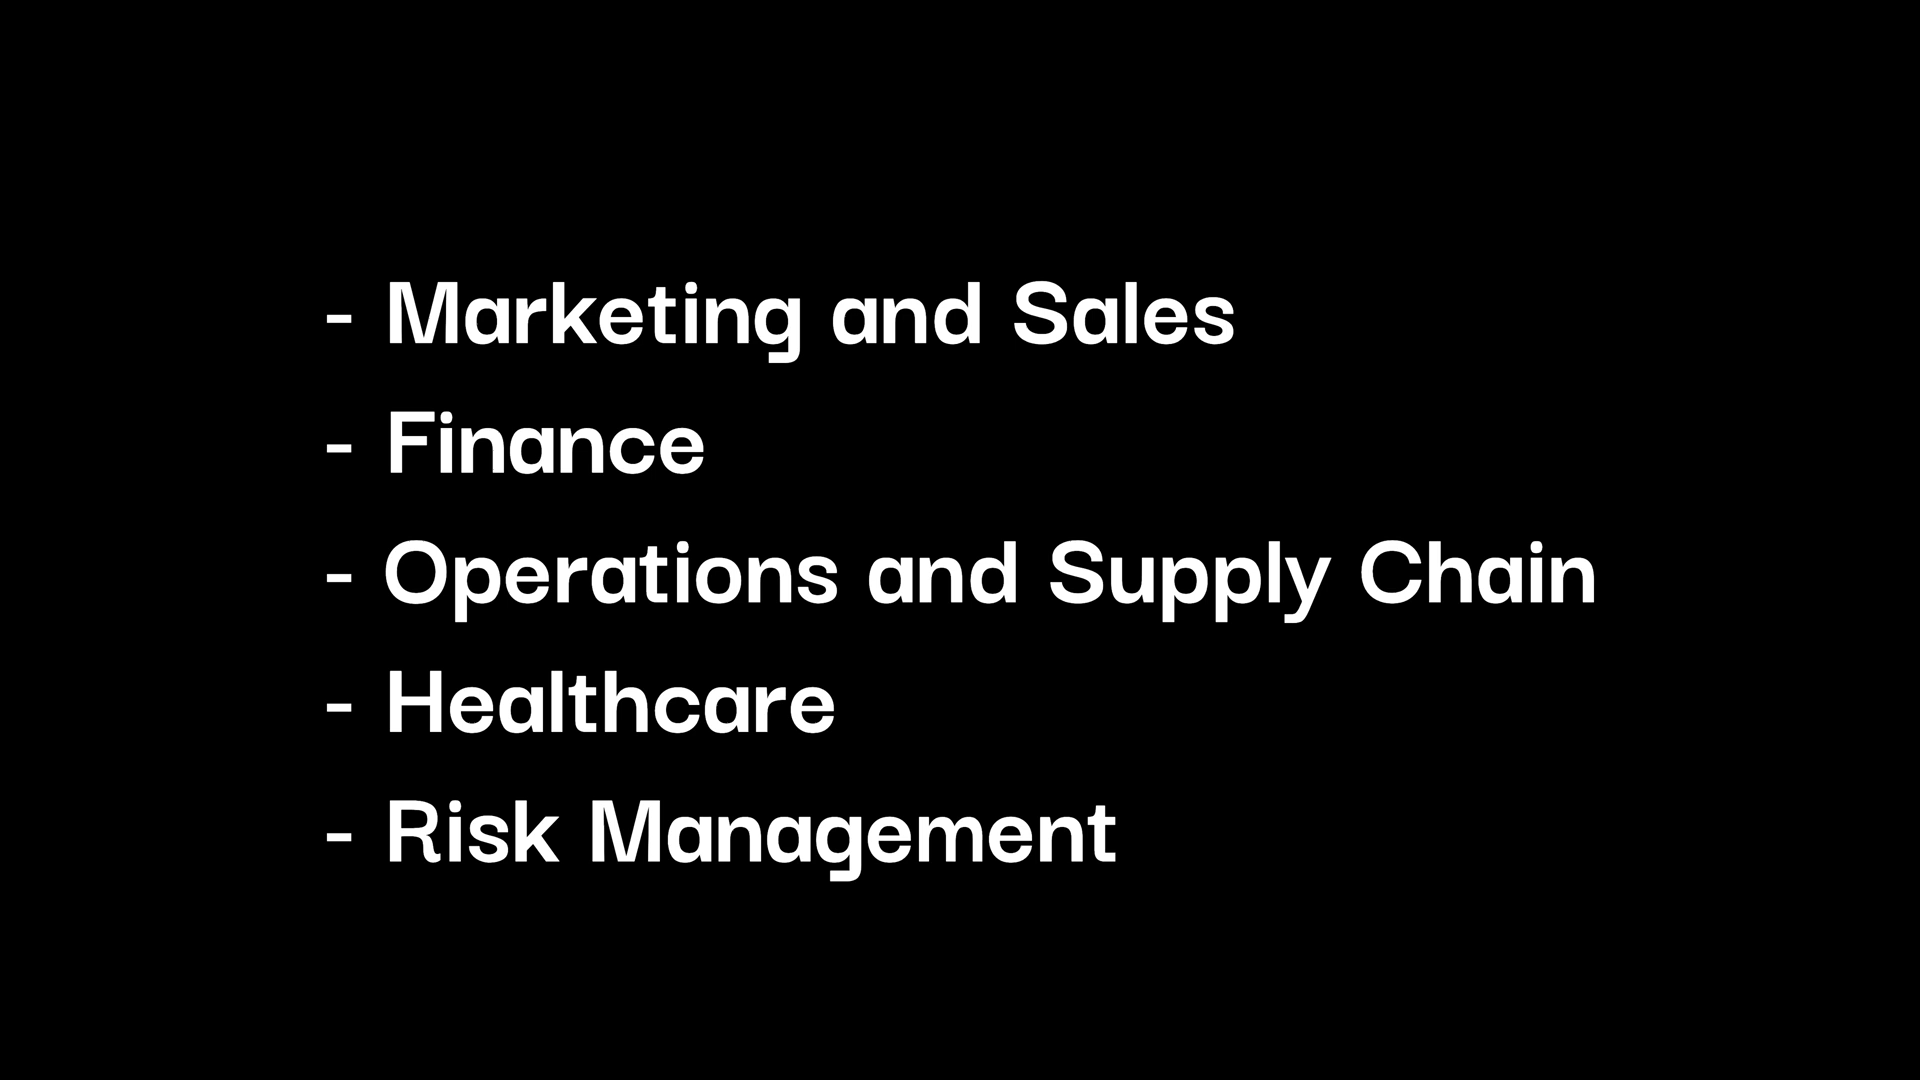 - Marketing and Sales
- Finance
- Operations and Supply Chain
- Healthcare
- Risk Management